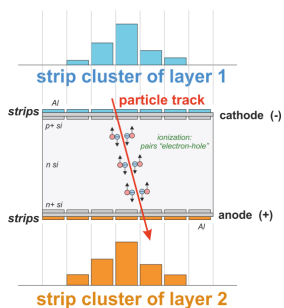 strip cluster of layer 1
Al
particle track
strips
cathode (-)
p+ si
ionization:
pairs "electron-hole"
n si
n+ si
strips
anode (+)
Al
strip cluster of layer 2